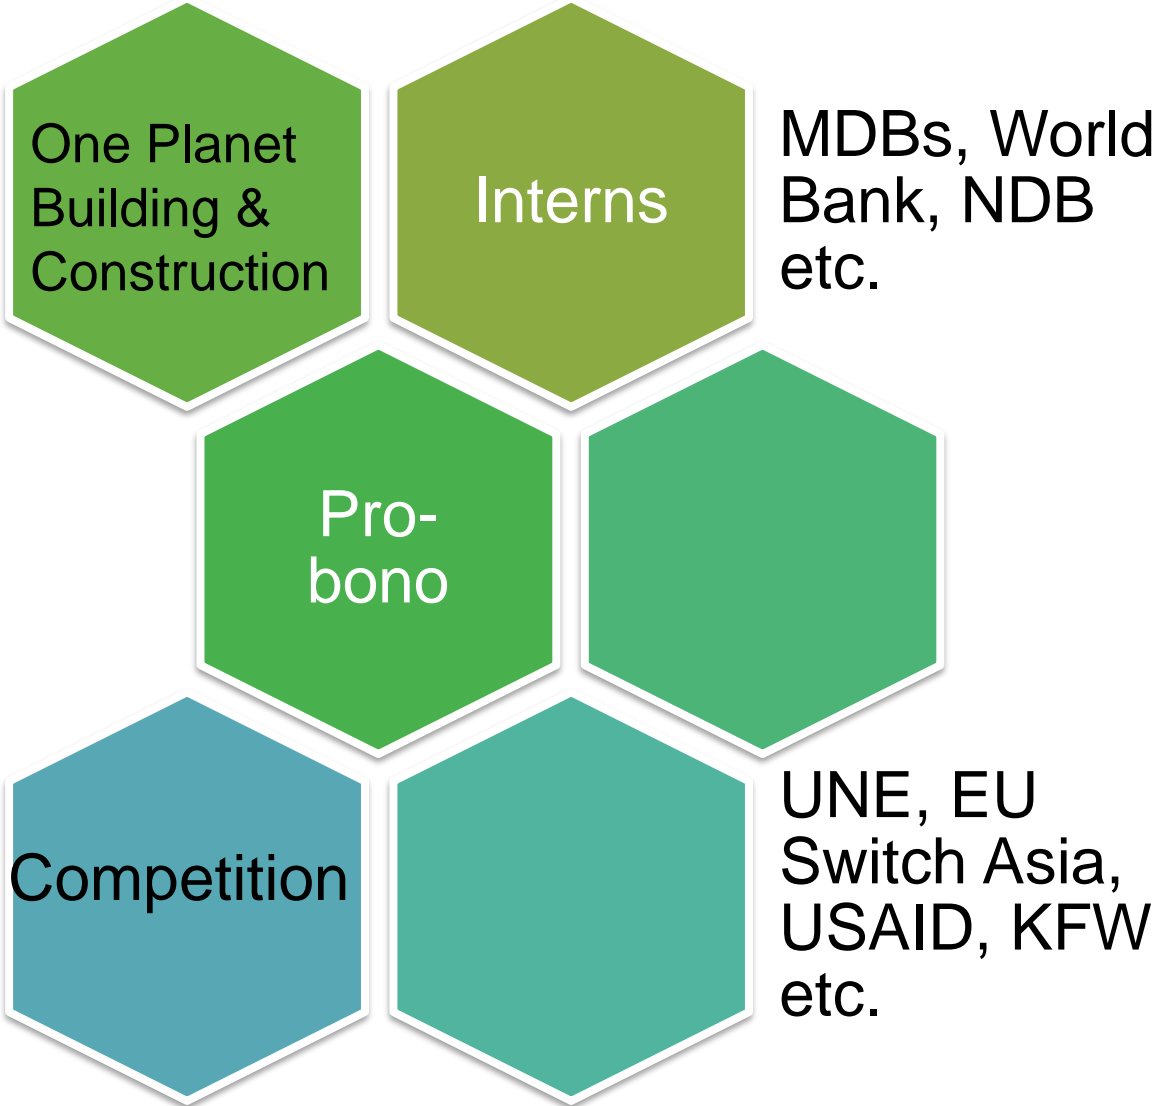 One Planet
Building &
Construction
Interns
MDBs, World
Bank, NDB
etc.
Pro-
bono
Competition
UNE, EU
Switch Asia,
USAID, KFW
etc.